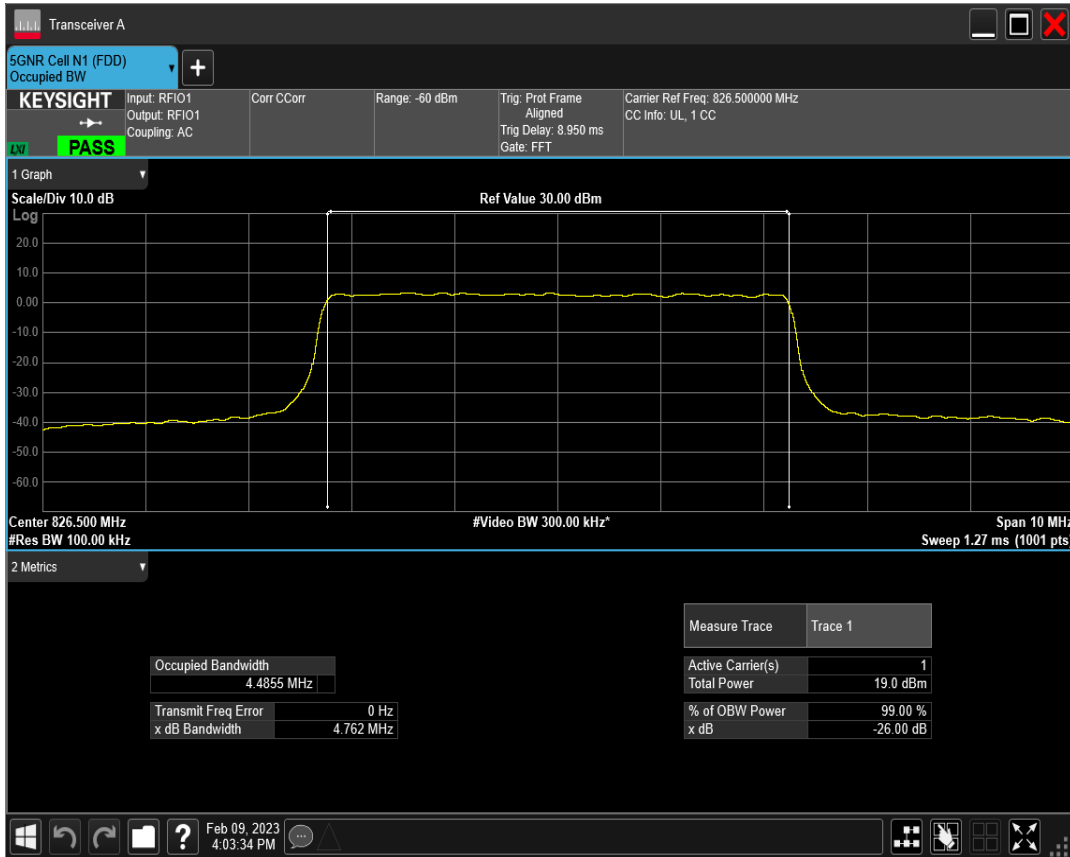 Transceiver A
5GNR Cell N1 (FDD)
Occupied BW
+
KEYSIGHT
LXI
PASS
Input: RFIO1
Output: RFIO1
Coupling: AC
Corr CCorr
Range: -60 dBm
Trig: Prot Frame
Aligned
Trig Delay: 8.950 ms
Gate: FFT
Carrier Ref Freq: 826.500000 MHz
CC Info: UL, 1 CC
1 Graph
Scale/Div 10.0 dB
Ref Value 30.00 dBm
Log
20.0
10.0
0.00
-10.0
-20.0
-30.0
-40.0
-50.0
-60.0
Center 826.500 MHz
#Video BW 300.00 kHz*
Span 10 MHz
#Res BW 100.00 kHz
Sweep 1.27 ms (1001 pts)
2 Metrics
Measure Trace Trace 1
Occupied Bandwidth
4.4855 MHz
Active Carrier(s) 1
Total Power 19.0 dBm
Transmit Freq Error 0 Hz
x dB Bandwidth 4.762 MHz
% of OBW Power 99.00 %
x dB -26.00 dB
?
Feb 09, 2023
4:03:34 PM